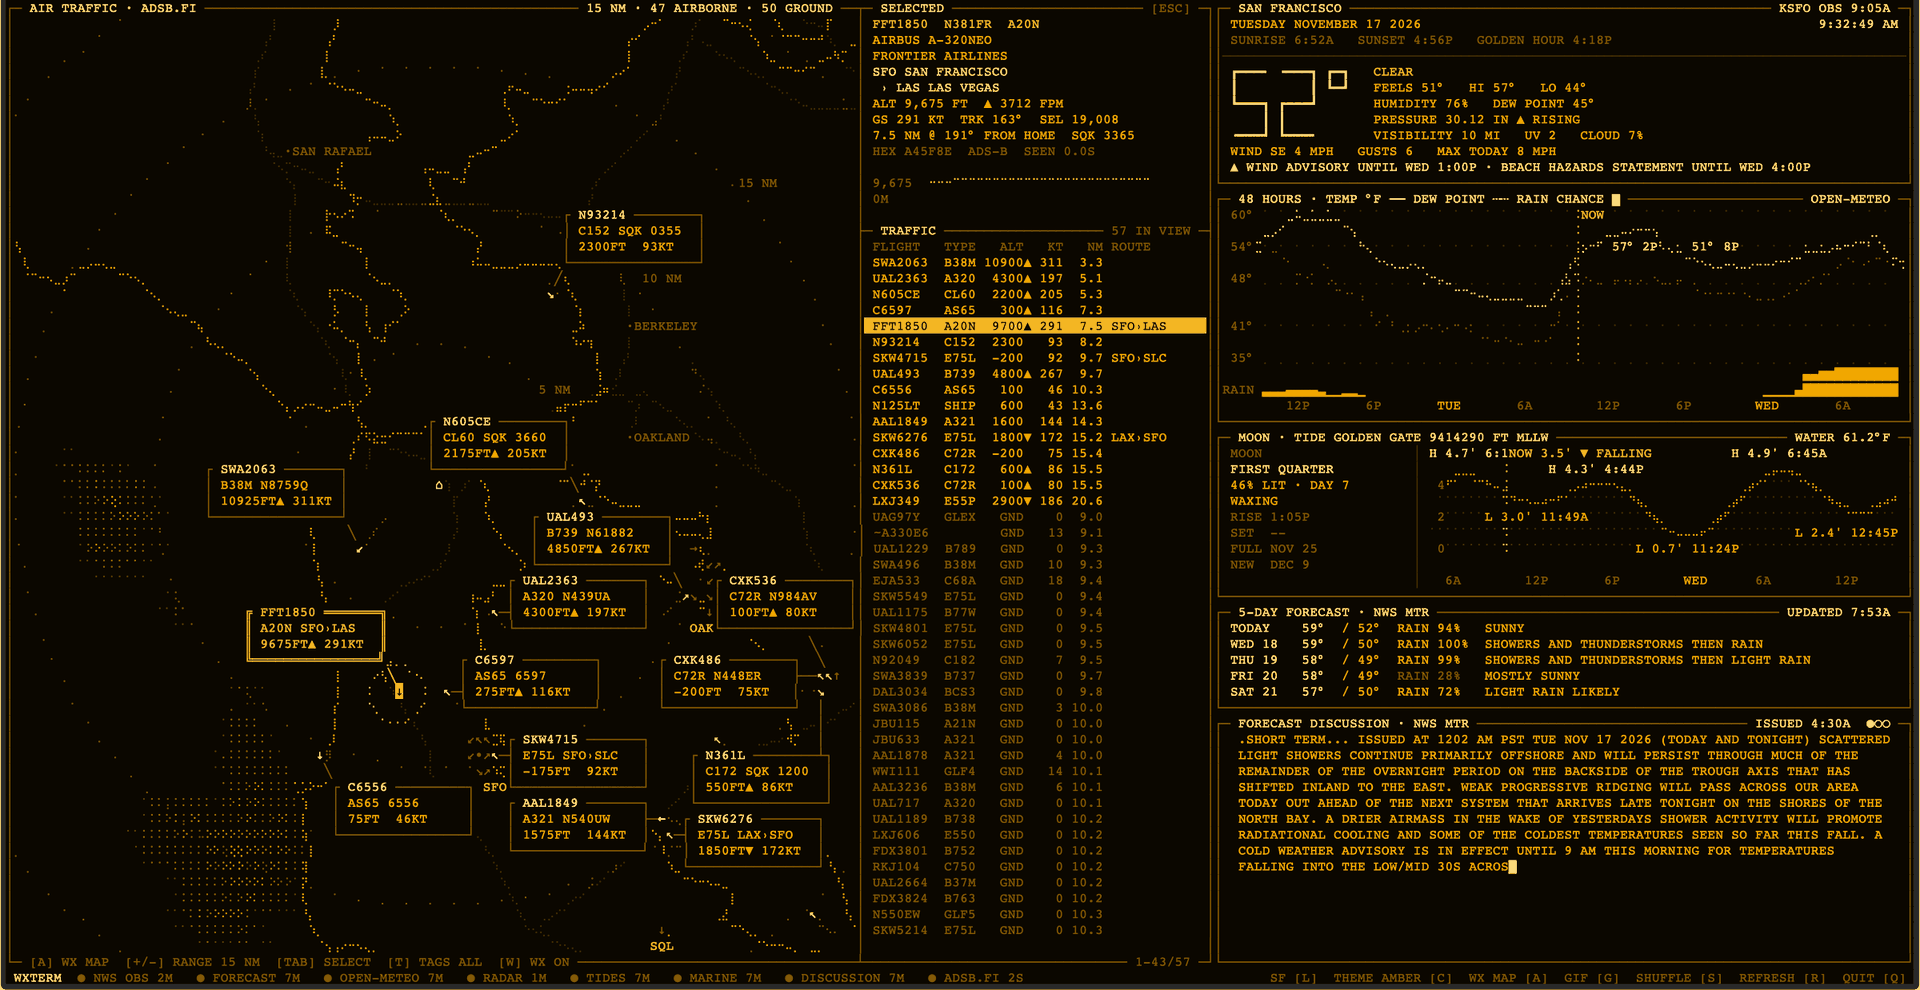 AIR TRAFFIC · ADSB.FI
15 NM · 47 AIRBORNE · 50 GROUND
SAN RAFAEL
15 NM
N93214
C152 SQK 0355
2300FT  93KT
10 NM
BERKELEY
5 NM
N605CE
CL60 SQK 3660
2175FT▲ 205KT
OAKLAND
SWA2063
B38M N8759Q
10925FT▲ 311KT
UAL493
B739 N61882
4850FT▲ 267KT
UAL2363
A320 N439UA
4300FT▲ 197KT
CXK536
C72R N984AV
100FT▲ 80KT
OAK
FFT1850
A20N SFO›LAS
9675FT▲ 291KT
C6597
AS65 6597
275FT▲ 116KT
CXK486
C72R N448ER
-200FT  75KT
SKW4715
E75L SFO›SLC
-175FT  92KT
SFO
N361L
C172 SQK 1200
550FT▲ 86KT
C6556
AS65 6556
75FT  46KT
AAL1849
A321 N540UW
1575FT  144KT
SKW6276
E75L LAX›SFO
1850FT▼ 172KT
SQL
[A] WX MAP  [+/-] RANGE 15 NM  [TAB] SELECT  [T] TAGS ALL  [W] WX ON
SELECTED [ESC]
FFT1850  N381FR  A20N
AIRBUS A-320NEO
FRONTIER AIRLINES
SFO SAN FRANCISCO
› LAS LAS VEGAS
ALT 9,675 FT  ▲ 3712 FPM
GS 291 KT  TRK 163°  SEL 19,008
7.5 NM @ 191° FROM HOME  SQK 3365
HEX A45F8E  ADS-B  SEEN 0.0S
9,675
0M
TRAFFIC 57 IN VIEW
FLIGHT TYPE ALT KT NM ROUTE
SWA2063 B38M 10900▲ 311 3.3
UAL2363 A320 4300▲ 197 5.1
N605CE CL60 2200▲ 205 5.3
C6597 AS65 300▲ 116 7.3
FFT1850 A20N 9700▲ 291 7.5 SFO›LAS
N93214 C152 2300 93 8.2
SKW4715 E75L -200 92 9.7 SFO›SLC
UAL493 B739 4800▲ 267 9.7
C6556 AS65 100 46 10.3
N125LT SHIP 600 43 13.6
AAL1849 A321 1600 144 14.3
SKW6276 E75L 1800▼ 172 15.2 LAX›SFO
CXK486 C72R -200 75 15.4
N361L C172 600▲ 86 15.5
CXK536 C72R 100▲ 80 15.5
LXJ349 E55P 2900▼ 186 20.6
UAG97Y GLEX GND 0 9.0
~A330E6 GND 13 9.1
UAL1229 B789 GND 0 9.3
SWA496 B38M GND 10 9.3
EJA533 C68A GND 18 9.4
SKW5549 E75L GND 0 9.4
UAL1175 B77W GND 0 9.4
SKW4801 E75L GND 0 9.5
SKW6052 E75L GND 0 9.5
N92049 C182 GND 7 9.5
SWA3839 B737 GND 0 9.7
DAL3034 BCS3 GND 0 9.8
SWA3086 B38M GND 3 10.0
JBU115 A21N GND 0 10.0
JBU633 A321 GND 0 10.0
AAL1878 A321 GND 4 10.0
WWI111 GLF4 GND 14 10.1
AAL3236 B38M GND 6 10.1
UAL717 A320 GND 0 10.1
UAL1189 B738 GND 0 10.2
LXJ606 E550 GND 0 10.2
FDX3801 B752 GND 0 10.2
RKJ104 C750 GND 0 10.2
UAL2664 B37M GND 0 10.2
FDX3824 B763 GND 0 10.2
N550EW GLF5 GND 0 10.3
SKW5214 E75L GND 0 10.3
1-43/57
SAN FRANCISCO KSFO OBS 9:05A
TUESDAY NOVEMBER 17 2026 9:32:49 AM
SUNRISE 6:52A  SUNSET 4:56P  GOLDEN HOUR 4:18P
52°
CLEAR
FEELS 51°  HI 57°  LO 44°
HUMIDITY 76%  DEW POINT 45°
PRESSURE 30.12 IN ▲ RISING
VISIBILITY 10 MI  UV 2  CLOUD 7%
WIND SE 4 MPH  GUSTS 6  MAX TODAY 8 MPH
▲ WIND ADVISORY UNTIL WED 1:00P · BEACH HAZARDS STATEMENT UNTIL WED 4:00P
48 HOURS · TEMP °F — DEW POINT --- RAIN CHANCE █ OPEN-METEO
60° NOW
54° 57° 2P 51° 8P
48°
41°
35°
RAIN
12P 6P TUE 6A 12P 6P WED 6A
MOON · TIDE GOLDEN GATE 9414290 FT MLLW WATER 61.2°F
MOON
FIRST QUARTER
46% LIT · DAY 7
WAXING
RISE 1:05P
SET --
FULL NOV 25
NEW DEC 9
H 4.7' 6:1NOW 3.5' ▼ FALLING H 4.9' 6:45A
H 4.3' 4:44P
4
2 L 3.0' 11:49A
L 2.4' 12:45P
0 L 0.7' 11:24P
6A 12P 6P WED 6A 12P
5-DAY FORECAST · NWS MTR UPDATED 7:53A
TODAY 59° / 52° RAIN 94% SUNNY
WED 18 59° / 50° RAIN 100% SHOWERS AND THUNDERSTORMS THEN RAIN
THU 19 58° / 49° RAIN 99% SHOWERS AND THUNDERSTORMS THEN LIGHT RAIN
FRI 20 58° / 49° RAIN 28% MOSTLY SUNNY
SAT 21 57° / 50° RAIN 72% LIGHT RAIN LIKELY
FORECAST DISCUSSION · NWS MTR ISSUED 4:30A ●○○
.SHORT TERM... ISSUED AT 1202 AM PST TUE NOV 17 2026 (TODAY AND TONIGHT) SCATTERED
LIGHT SHOWERS CONTINUE PRIMARILY OFFSHORE AND WILL PERSIST THROUGH MUCH OF THE
REMAINDER OF THE OVERNIGHT PERIOD ON THE BACKSIDE OF THE TROUGH AXIS THAT HAS
SHIFTED INLAND TO THE EAST. WEAK PROGRESSIVE RIDGING WILL PASS ACROSS OUR AREA
TODAY OUT AHEAD OF THE NEXT SYSTEM THAT ARRIVES LATE TONIGHT ON THE SHORES OF THE
NORTH BAY. A DRIER AIRMASS IN THE WAKE OF YESTERDAYS SHOWER ACTIVITY WILL PROMOTE
RADIATIONAL COOLING AND SOME OF THE COLDEST TEMPERATURES SEEN SO FAR THIS FALL. A
COLD WEATHER ADVISORY IS IN EFFECT UNTIL 9 AM THIS MORNING FOR TEMPERATURES
FALLING INTO THE LOW/MID 30S ACROS
WXTERM ● NWS OBS 2M ● FORECAST 7M ● OPEN-METEO 7M ● RADAR 1M ● TIDES 7M ● MARINE 7M ● DISCUSSION 7M ● ADSB.FI 2S
SF [L]  THEME AMBER [C]  WX MAP [A]  GIF [G]  SHUFFLE [S]  REFRESH [R]  QUIT [Q]